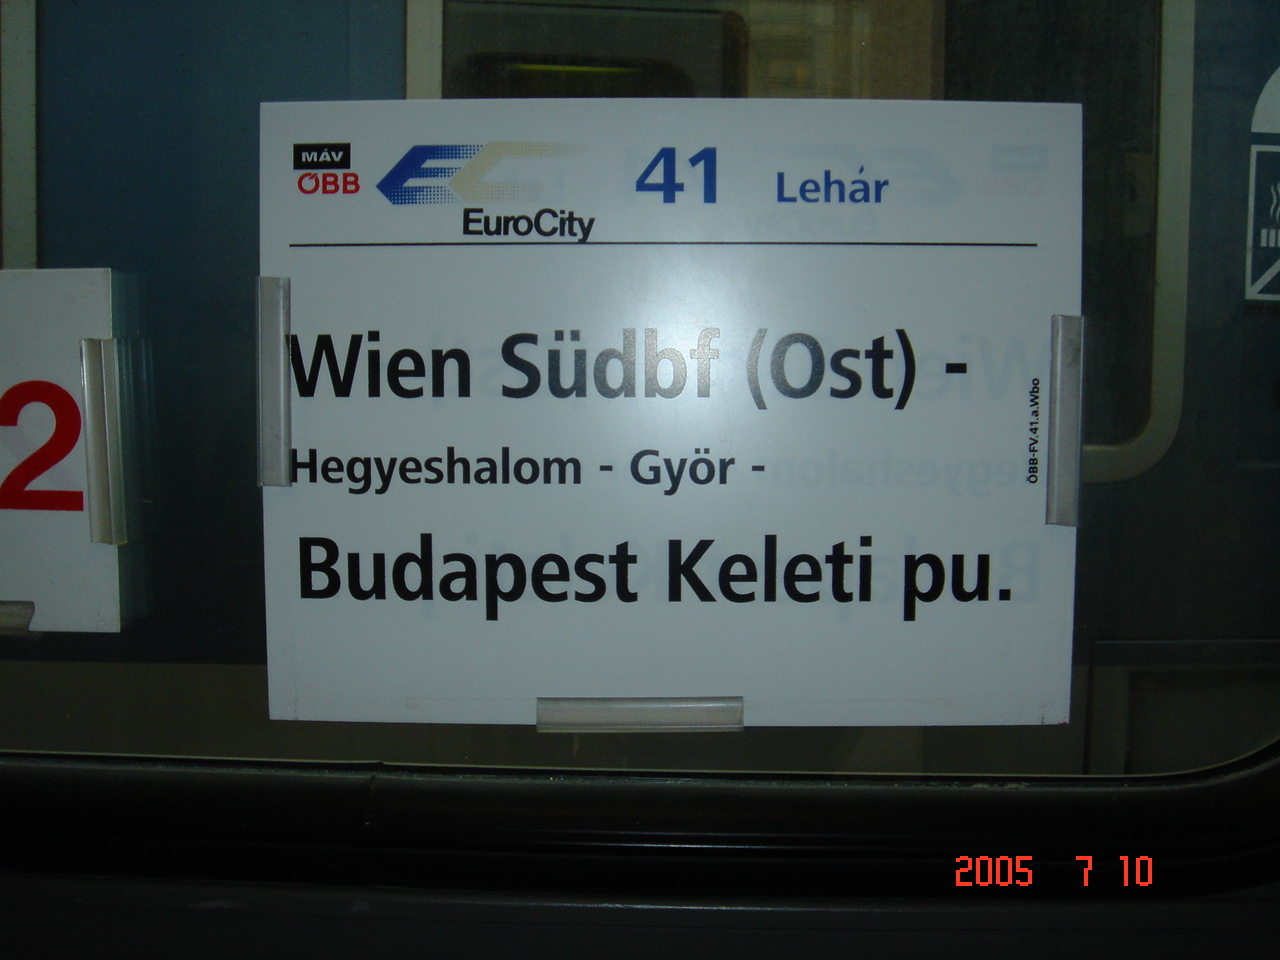 MÁV
ÖBB
EC
EuroCity
41 Lehár
Wien Südbf (Ost) -
Hegyeshalom - Györ -
Budapest Keleti pu.
ÖBB-FV.41.a.Wbo
2
2005 7 10